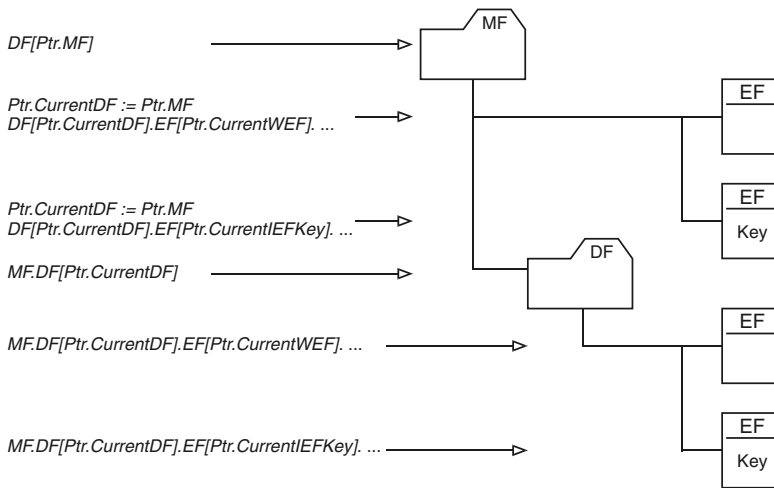 MF
DF[Ptr.MF]
EF
Ptr.CurrentDF := Ptr.MF
DF[Ptr.CurrentDF].EF[Ptr.CurrentWEF]. ...
EF
Key
Ptr.CurrentDF := Ptr.MF
DF[Ptr.CurrentDF].EF[Ptr.CurrentIEFKey]. ...
DF
MF.DF[Ptr.CurrentDF]
EF
MF.DF[Ptr.CurrentDF].EF[Ptr.CurrentWEF]. ...
EF
Key
MF.DF[Ptr.CurrentDF].EF[Ptr.CurrentIEFKey]. ...